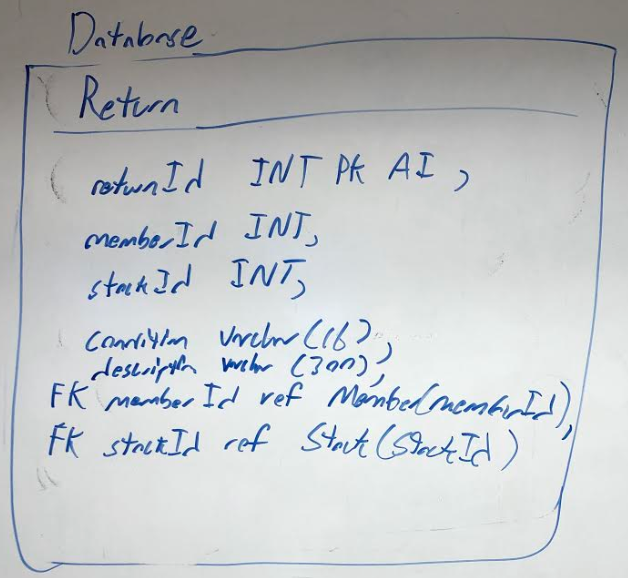 Database
Return
returnId INT PK AI,
memberId INT,
stockId INT,
condition varchar(16),
description varchar (300),
FK memberId ref Member(memberId),
FK stockId ref Stock(StockId)